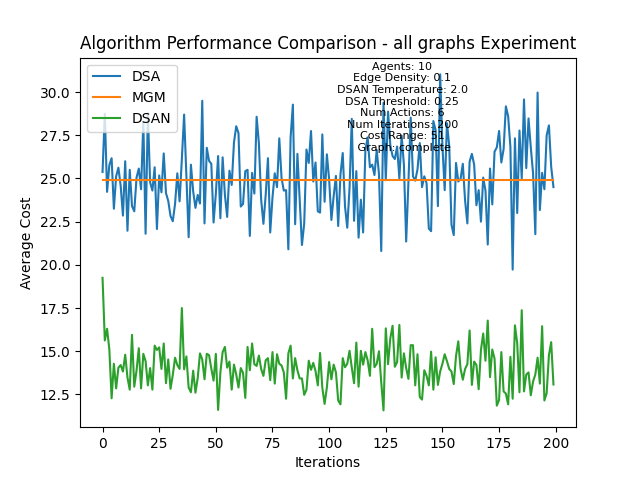 Algorithm Performance Comparison - all graphs Experiment
DSA
MGM
DSAN
Agents: 10
Edge Density: 0.1
DSAN Temperature: 2.0
DSA Threshold: 0.25
Num Actions: 6
Num Iterations: 200
Cost Range: 51
Graph: complete
Average Cost
30.0
27.5
25.0
22.5
20.0
17.5
15.0
12.5
0
25
50
75
100
125
150
175
200
Iterations